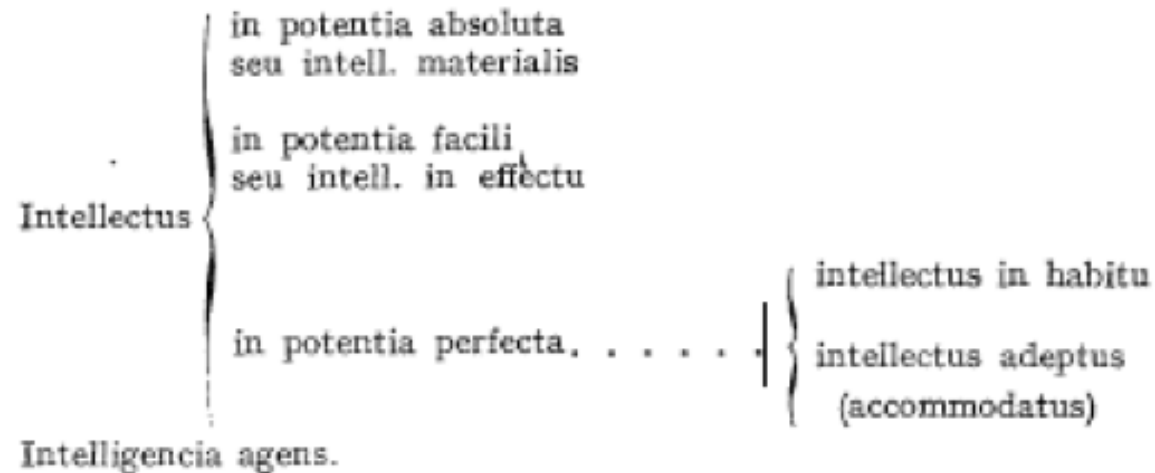 in potentia absoluta
seu intell. materialis
in potentia facili
seu intell. in effectu
Intellectus
intellectus in habitu
in potentia perfecta. . . . . .
intellectus adeptus
(accommodatus)
Intelligencia agens.